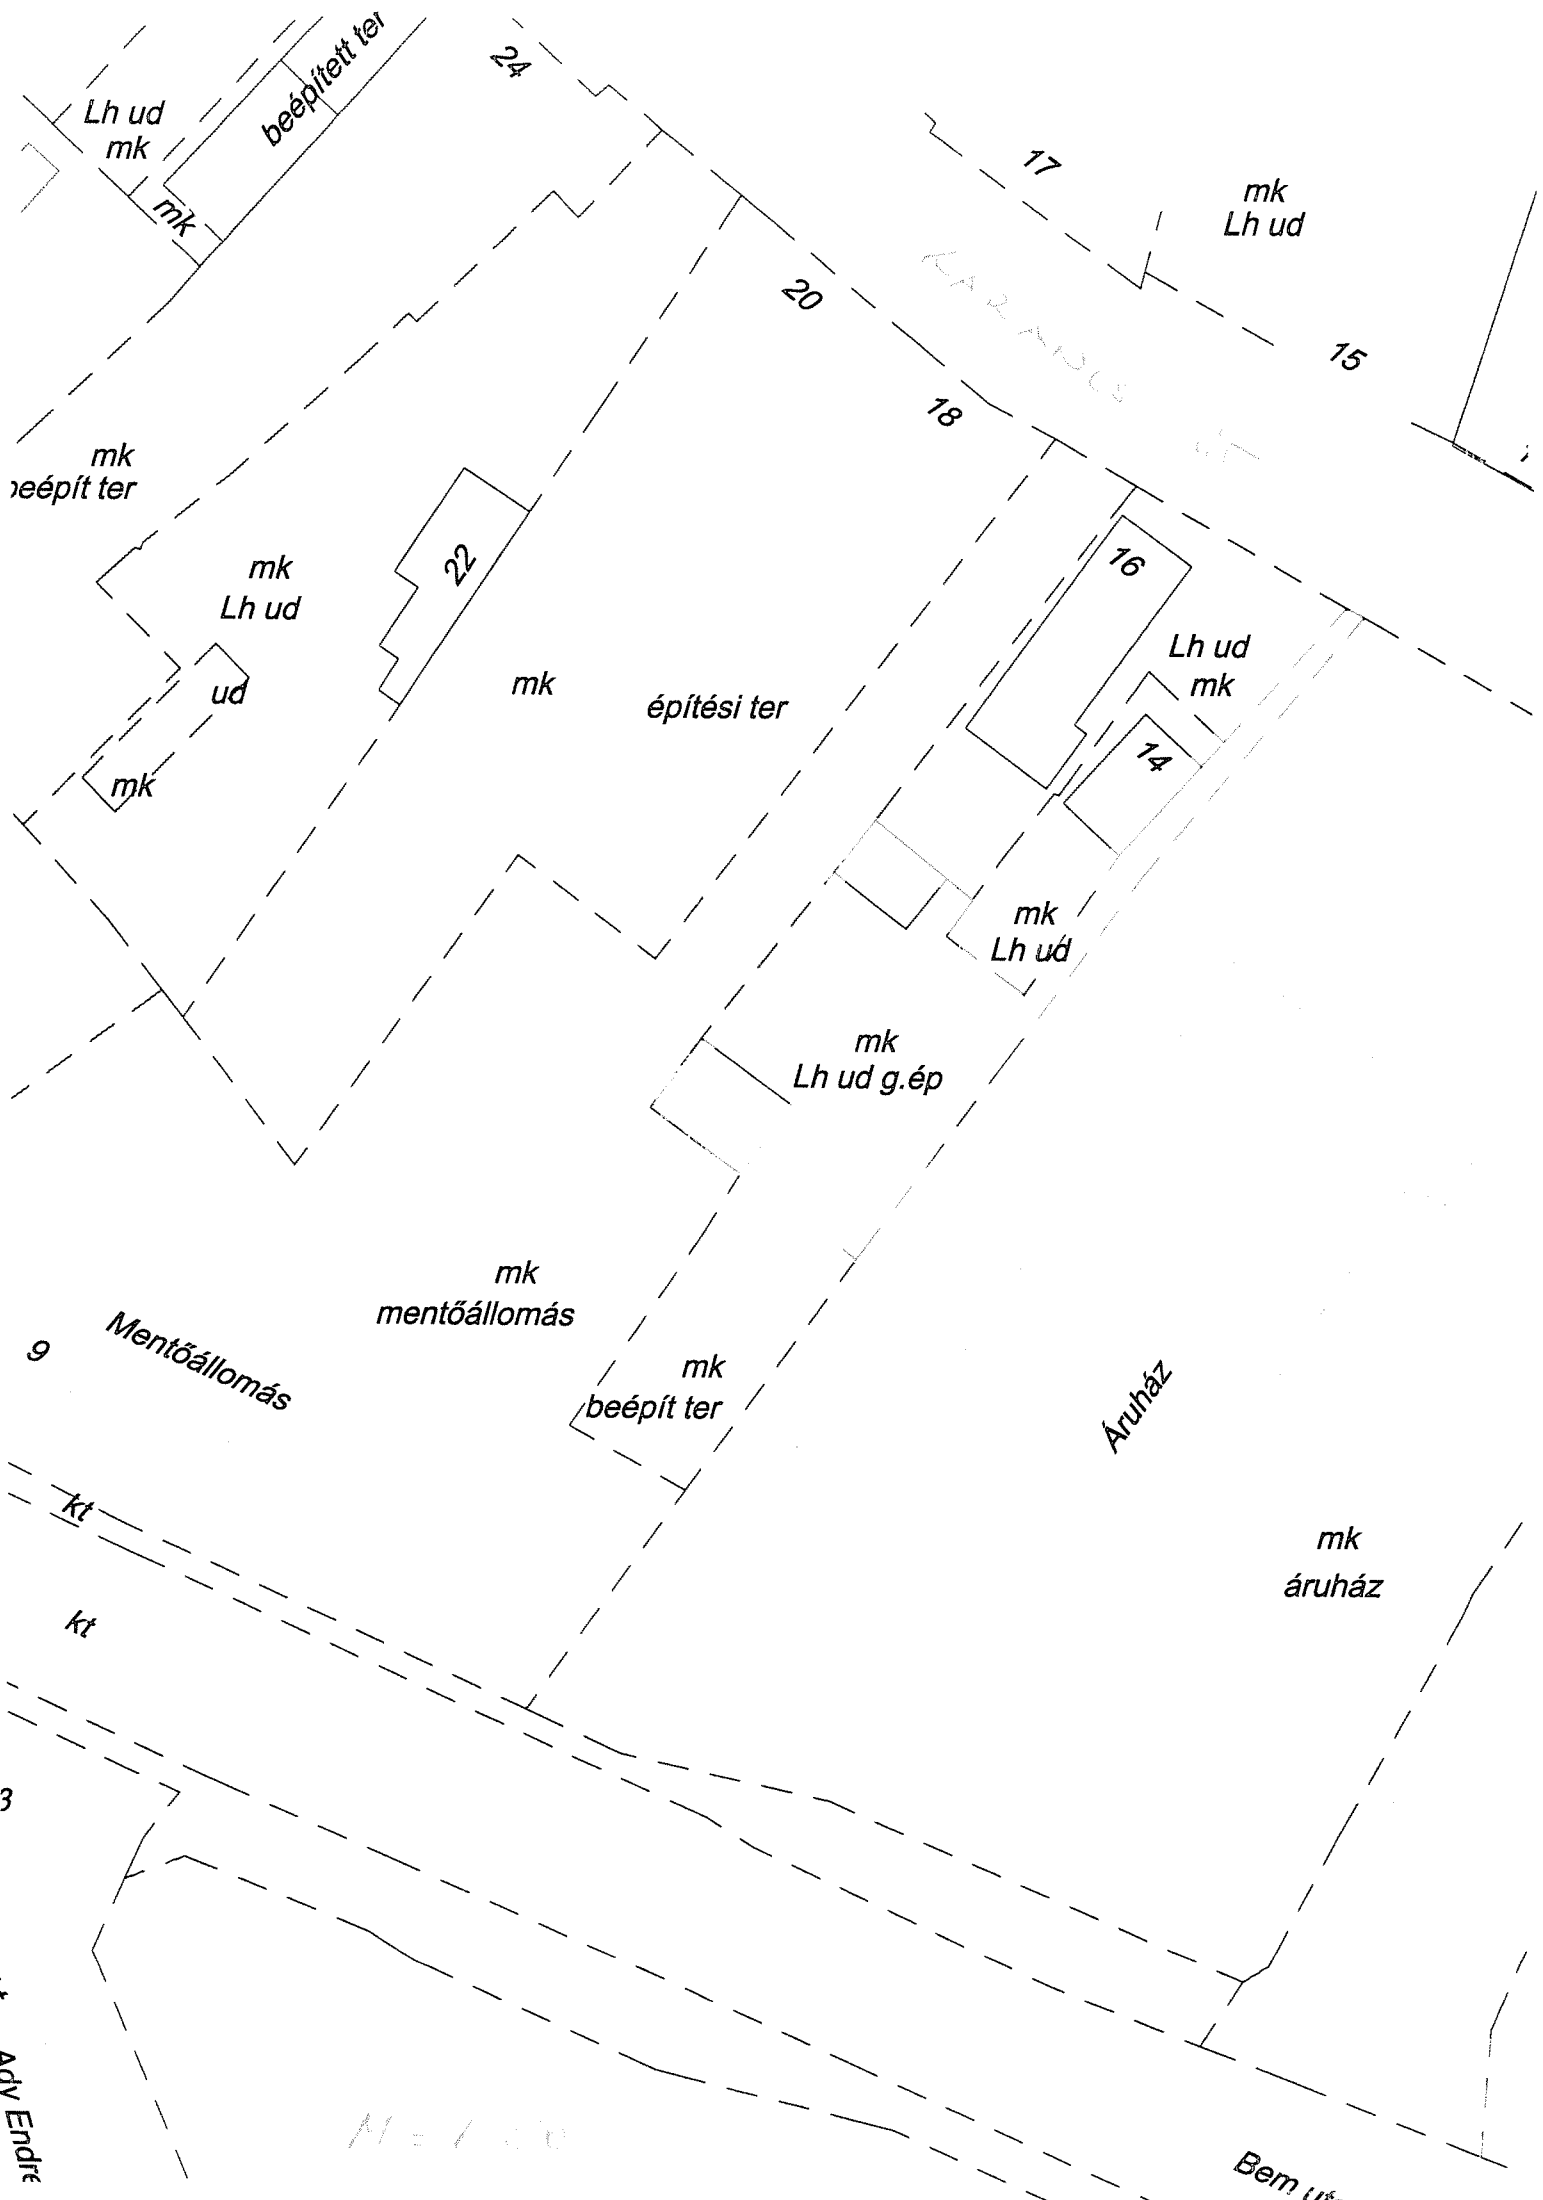 24
beépített ter
Lh ud
mk
mk
17
mk
Lh ud
KARANCS
ÚT
20
15
18
mk
beépít ter
mk
Lh ud
22
16
ud
mk
mk
építési ter
Lh ud
mk
14
mk
Lh ud
mk
Lh ud g.ép
mk
mentőállomás
9
Mentőállomás
mk
beépít ter
Áruház
kt
mk
áruház
kt
3
Ady Endre
M =
Bem